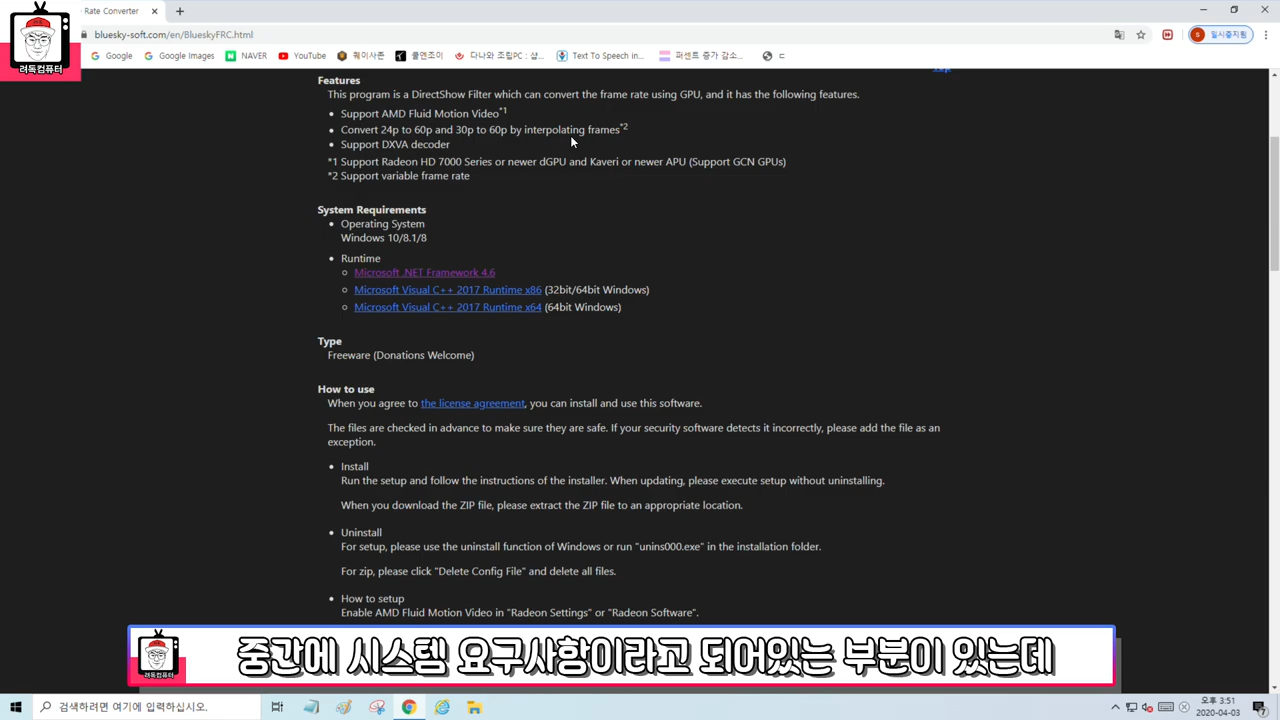 Rate Converter
bluesky-soft.com/en/BlueskyFRC.html
S 일시중지됨
Google
Google Images
NAVER
YouTube
퀘이사존
쿨엔조이
다나와 조립PC : 샵...
Text To Speech in...
퍼센트 증가 감소...
ㄷ
려독컴퓨터
Top
Features
This program is a DirectShow Filter which can convert the frame rate using GPU, and it has the following features.
• Support AMD Fluid Motion Video*1
• Convert 24p to 60p and 30p to 60p by interpolating frames*2
• Support DXVA decoder
*1 Support Radeon HD 7000 Series or newer dGPU and Kaveri or newer APU (Support GCN GPUs)
*2 Support variable frame rate
System Requirements
• Operating System
Windows 10/8.1/8
• Runtime
Microsoft .NET Framework 4.6
Microsoft Visual C++ 2017 Runtime x86 (32bit/64bit Windows)
Microsoft Visual C++ 2017 Runtime x64 (64bit Windows)
Type
Freeware (Donations Welcome)
How to use
When you agree to the license agreement, you can install and use this software.
The files are checked in advance to make sure they are safe. If your security software detects it incorrectly, please add the file as an
exception.
• Install
Run the setup and follow the instructions of the installer. When updating, please execute setup without uninstalling.
When you download the ZIP file, please extract the ZIP file to an appropriate location.
• Uninstall
For setup, please use the uninstall function of Windows or run "unins000.exe" in the installation folder.
For zip, please click "Delete Config File" and delete all files.
• How to setup
Enable AMD Fluid Motion Video in "Radeon Settings" or "Radeon Software".
려독컴퓨터
중간에 시스템 요구사항이라고 되어있는 부분이 있는데
검색하려면 여기에 입력하십시오.
오후 3:51
2020-04-03
7